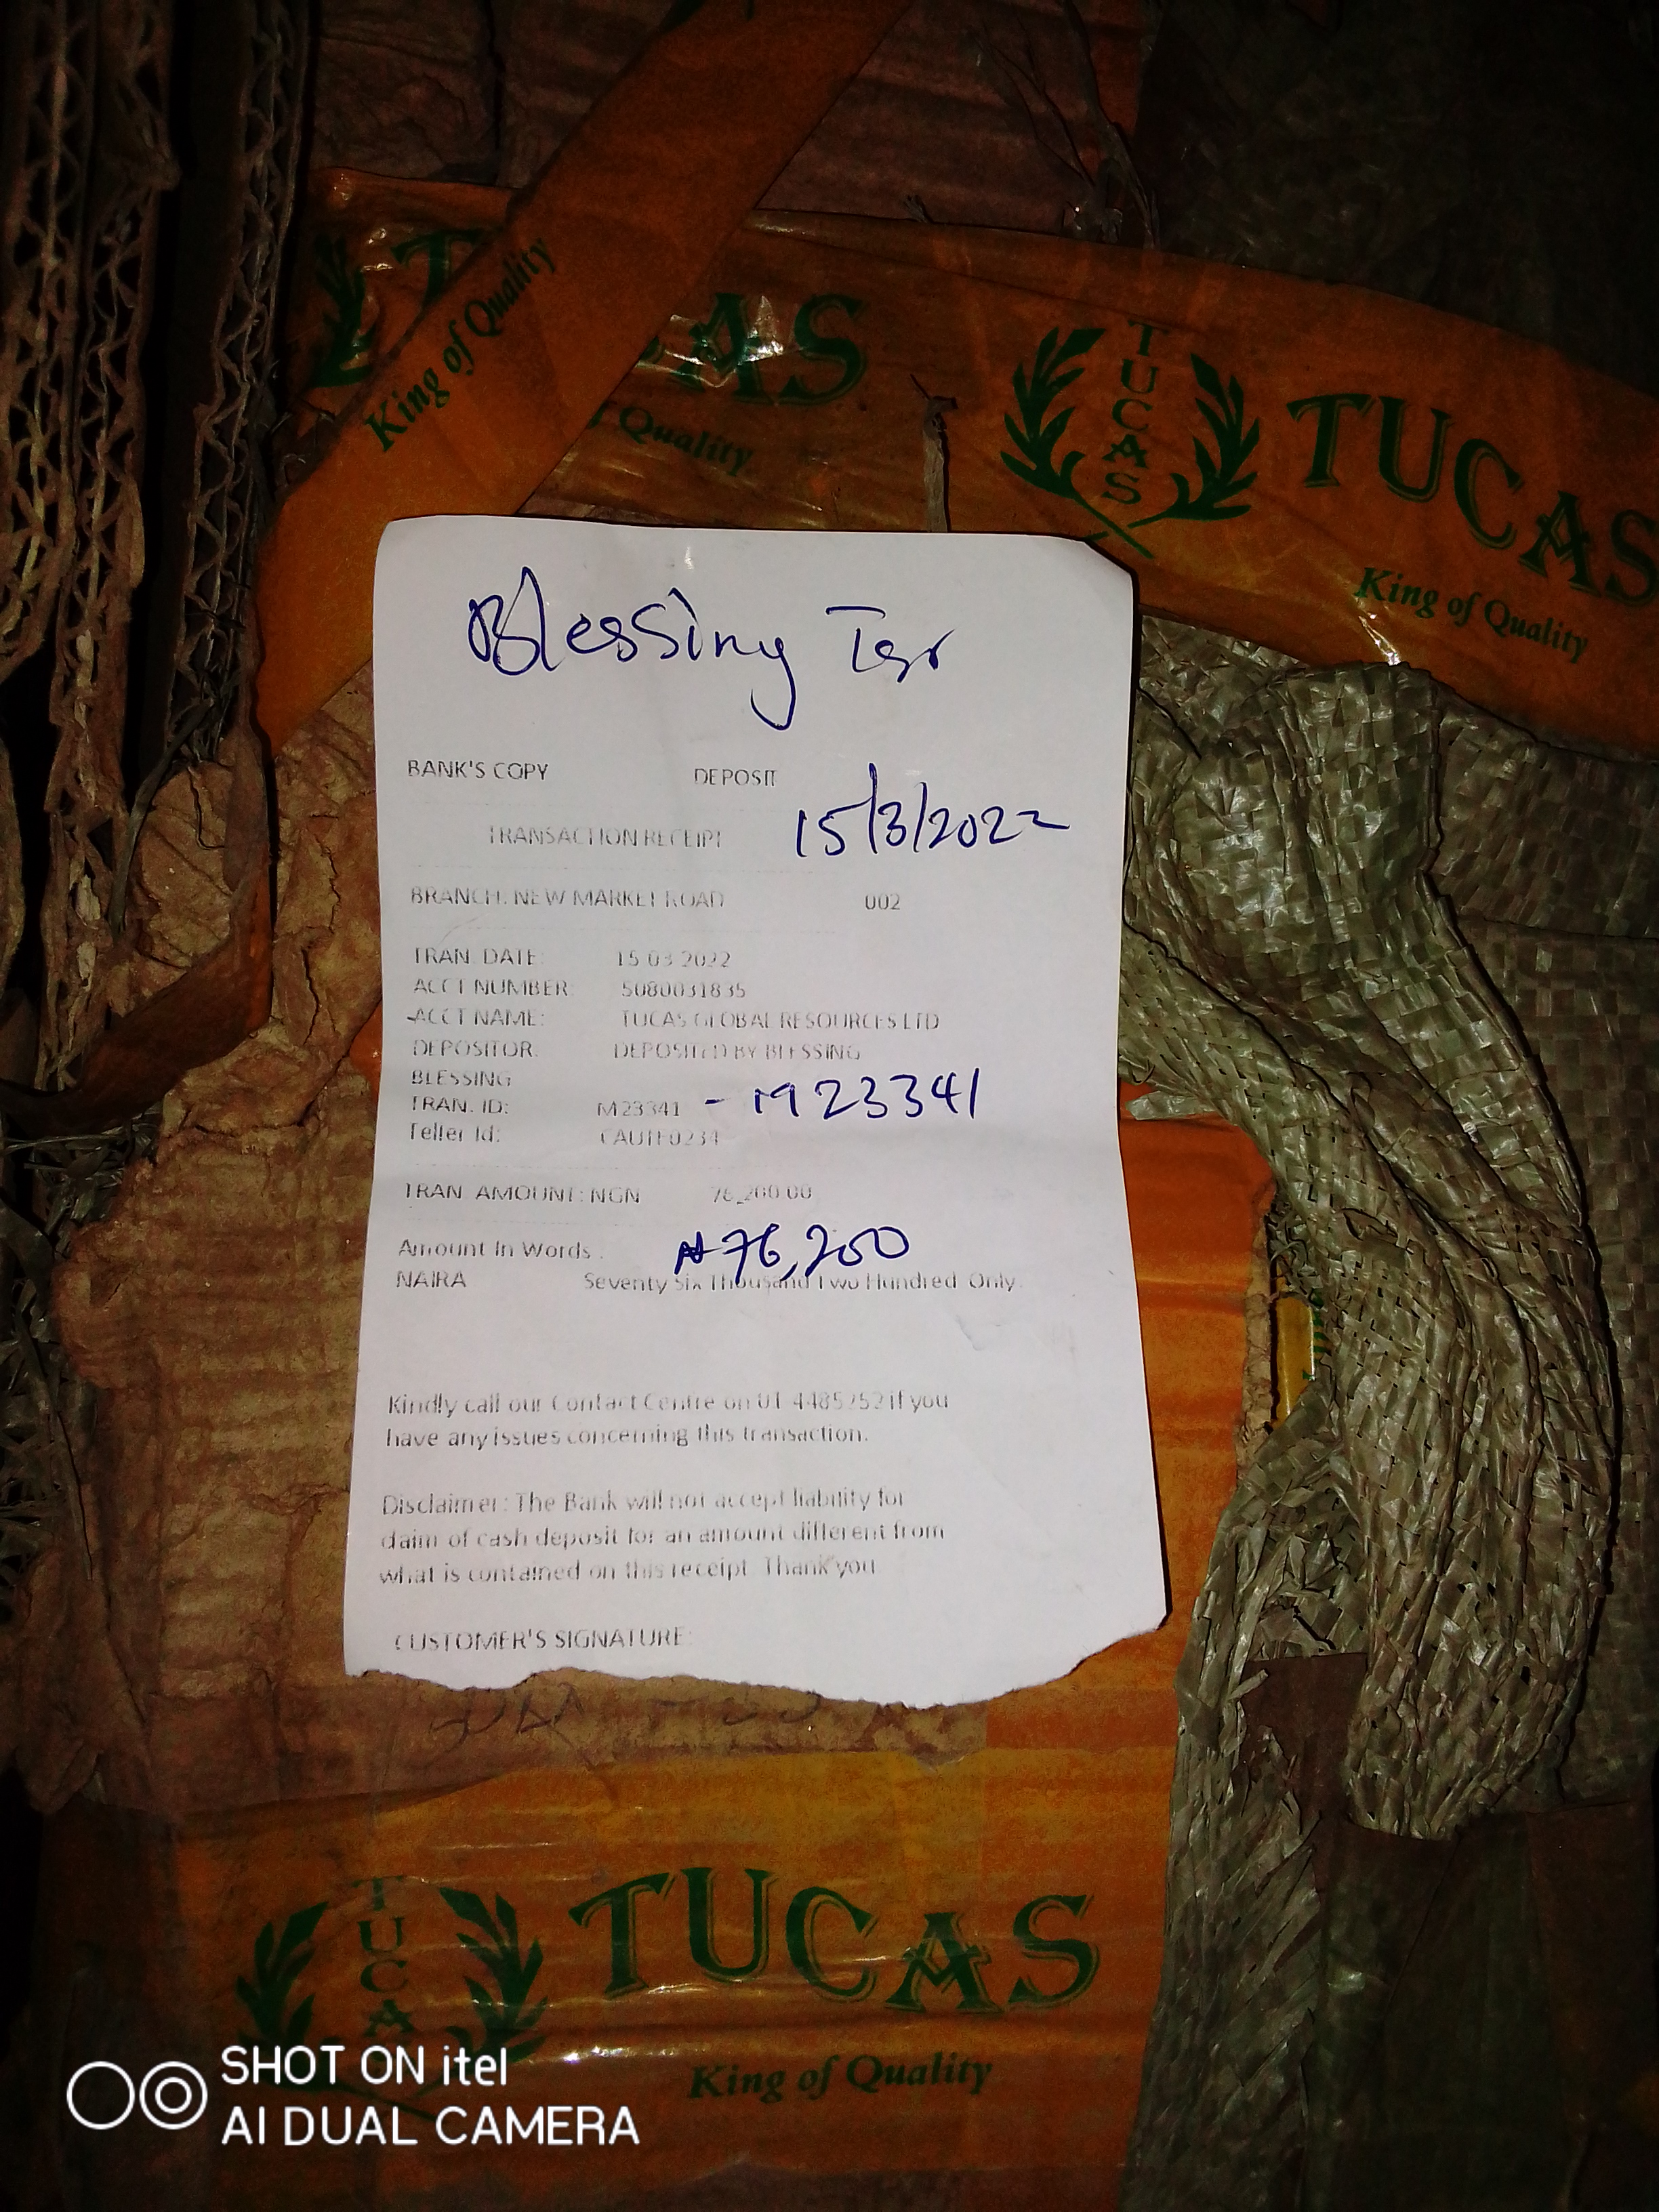 King of Quality
T
AS
Quality
TUCAS
TUCAS
King of Quality
Blessing
BANK'S COPY DEPOSIT
15/3/2022
TRANSACTION RECEIPT
BRANCH: NEW MARKET ROAD 002
TRAN. DATE: 15-03-2022
ACCT NUMBER: 5080031835
ACCT NAME: TUCAS GLOBAL RESOURCES LTD
DEPOSITOR: DEPOSITED BY BLESSING
BLESSING
TRAN. ID: M23341 - M23341
Teller Id:
TRAN AMOUNT: NGN 76,200.00
Amount In Words : ₦76,200
NAIRA Seventy Six Thousand Two Hundred Only.
Kindly call our Contact Centre on 01-4485752 if you
have any issues concerning this transaction.
Disclaimer: The Bank will not accept liability for
claim of cash deposit for an amount different from
what is contained on this receipt. Thank you
CUSTOMER'S SIGNATURE:
TUCA
TUCAS
King of Quality
SHOT ON itel
AI DUAL CAMERA